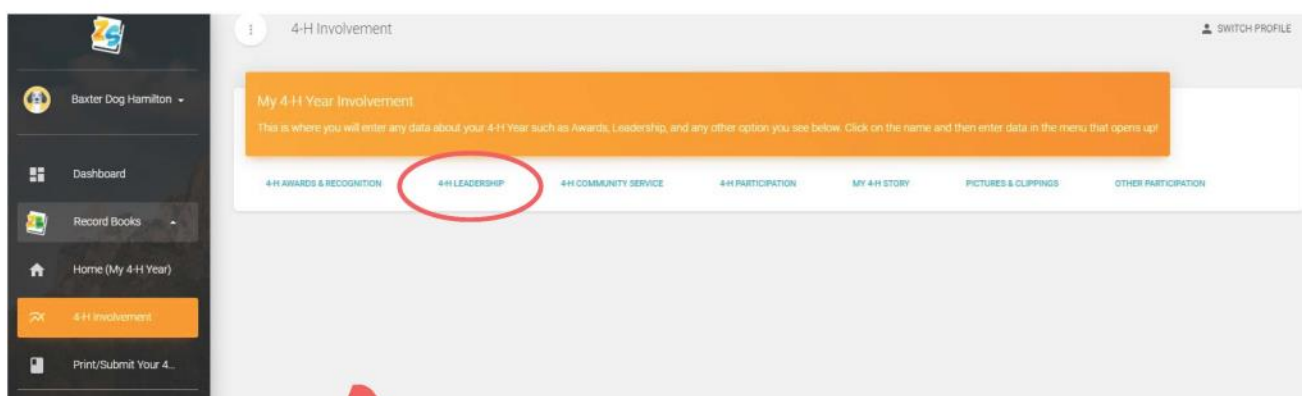 ZS
4-H Involvement
SWITCH PROFILE
Baxter Dog Hamilton
My 4-H Year Involvement
This is where you will enter any data about your 4-H Year such as Awards, Leadership, and any other option you see below. Click on the name and then enter data in the menu that opens up!
4-H AWARDS & RECOGNITION
4-H LEADERSHIP
4-H COMMUNITY SERVICE
4-H PARTICIPATION
MY 4-H STORY
PICTURES & CLIPPINGS
OTHER PARTICIPATION
Dashboard
Record Books
Home (My 4-H Year)
4-H Involvement
Print/Submit Your 4...